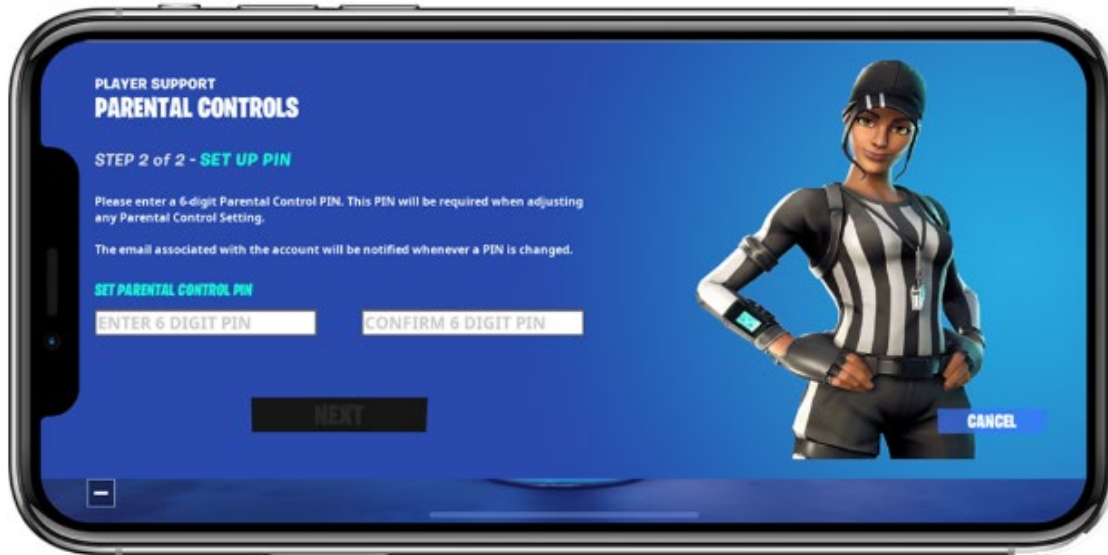 PLAYER SUPPORT
PARENTAL CONTROLS
STEP 2 of 2 - SET UP PIN
Please enter a 6-digit Parental Control PIN. This PIN will be required when adjusting
any Parental Control Setting.
The email associated with the account will be notified whenever a PIN is changed.
SET PARENTAL CONTROL PIN
ENTER 6 DIGIT PIN
CONFIRM 6 DIGIT PIN
NEXT
CANCEL